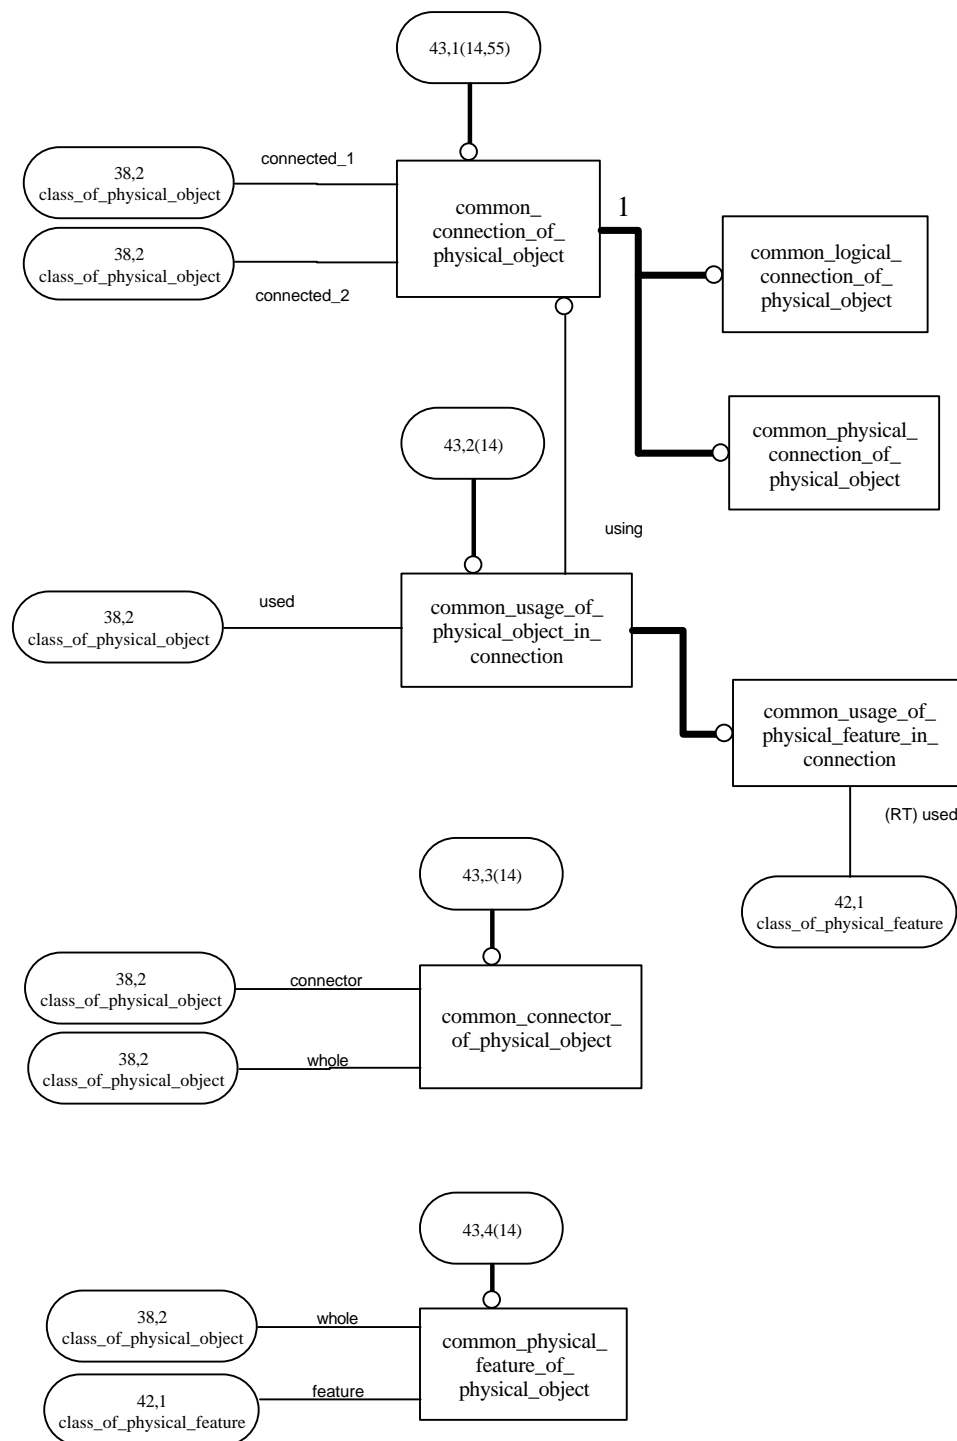 43,1(14,55)
connected_1
38,2
class_of_physical_object
common_
connection_of_
physical_object
1
38,2
class_of_physical_object
connected_2
common_logical_
connection_of_
physical_object
43,2(14)
common_physical_
connection_of_
physical_object
using
used
38,2
class_of_physical_object
common_usage_of_
physical_object_in_
connection
common_usage_of_
physical_feature_in_
connection
(RT) used
43,3(14)
42,1
class_of_physical_feature
38,2
class_of_physical_object
connector
common_connector_
of_physical_object
38,2
class_of_physical_object
whole
43,4(14)
38,2
class_of_physical_object
whole
common_physical_
feature_of_
physical_object
42,1
class_of_physical_feature
feature